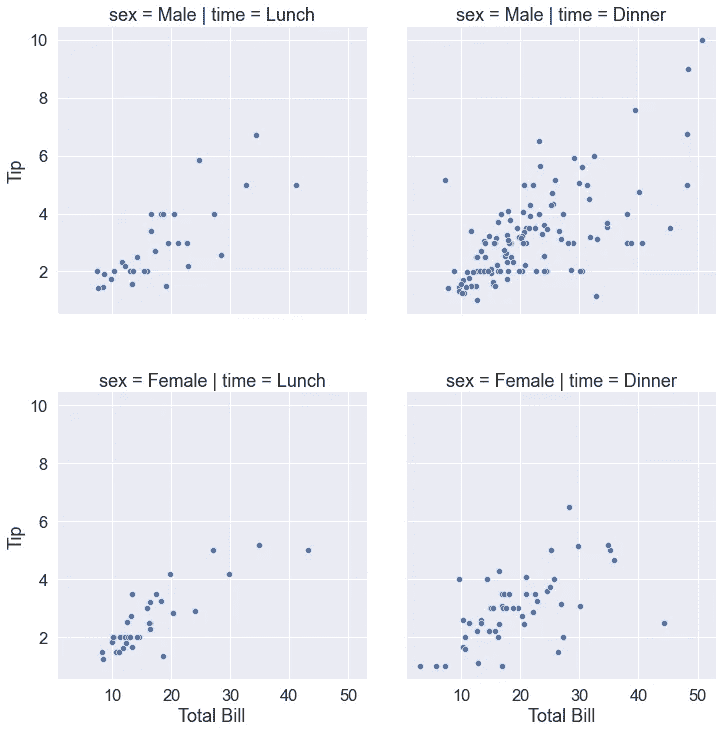 sex = Male | time = Lunch
sex = Male | time = Dinner
10
8
6
4
2
Tip
sex = Female | time = Lunch
sex = Female | time = Dinner
10
8
6
4
2
Tip
10 20 30 40 50
10 20 30 40 50
Total Bill
Total Bill